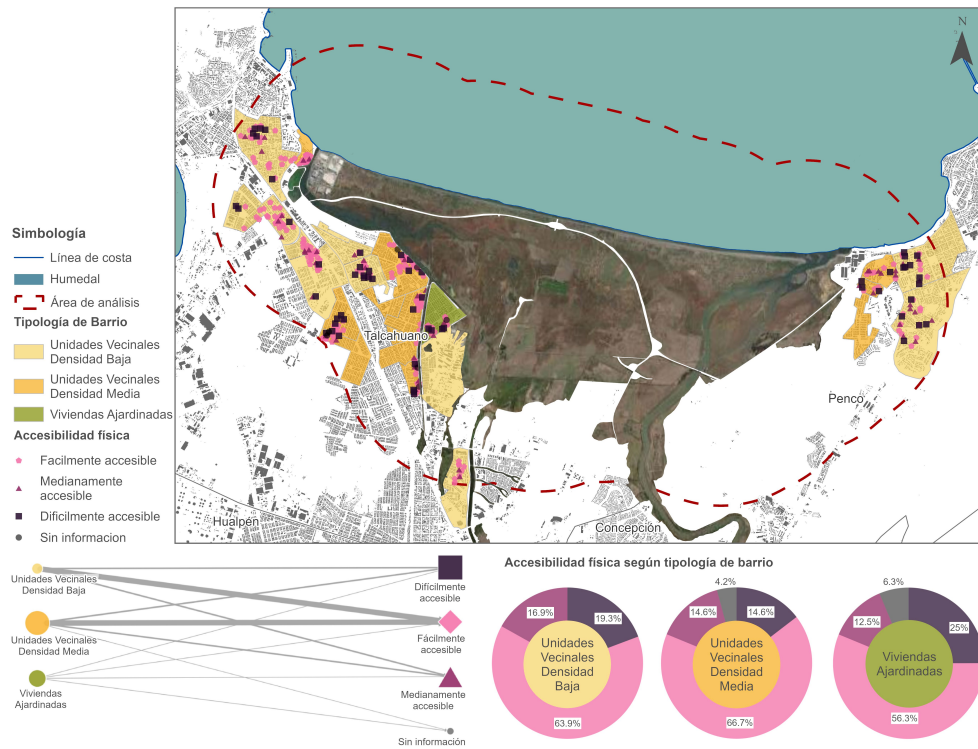 N
Simbología
Línea de costa
Humedal
Área de análisis
Tipología de Barrio
Unidades Vecinales
Densidad Baja
Unidades Vecinales
Densidad Media
Viviendas Ajardinadas
Accesibilidad física
Facilmente accesible
Medianamente
accesible
Dificilmente accesible
Sin informacion
Talcahuano
Penco
Hualpén
Concepción
Unidades Vecinales
Densidad Baja
Unidades Vecinales
Densidad Media
Viviendas
Ajardinadas
Difícilmente
accesible
Fácilmente
accesible
Medianamente
accesible
Sin información
Accesibilidad física según tipología de barrio
16.9%
19.3%
Unidades
Vecinales
Densidad
Baja
63.9%
4.2%
14.6%
14.6%
Unidades
Vecinales
Densidad
Media
66.7%
6.3%
12.5%
25%
Viviendas
Ajardinadas
56.3%